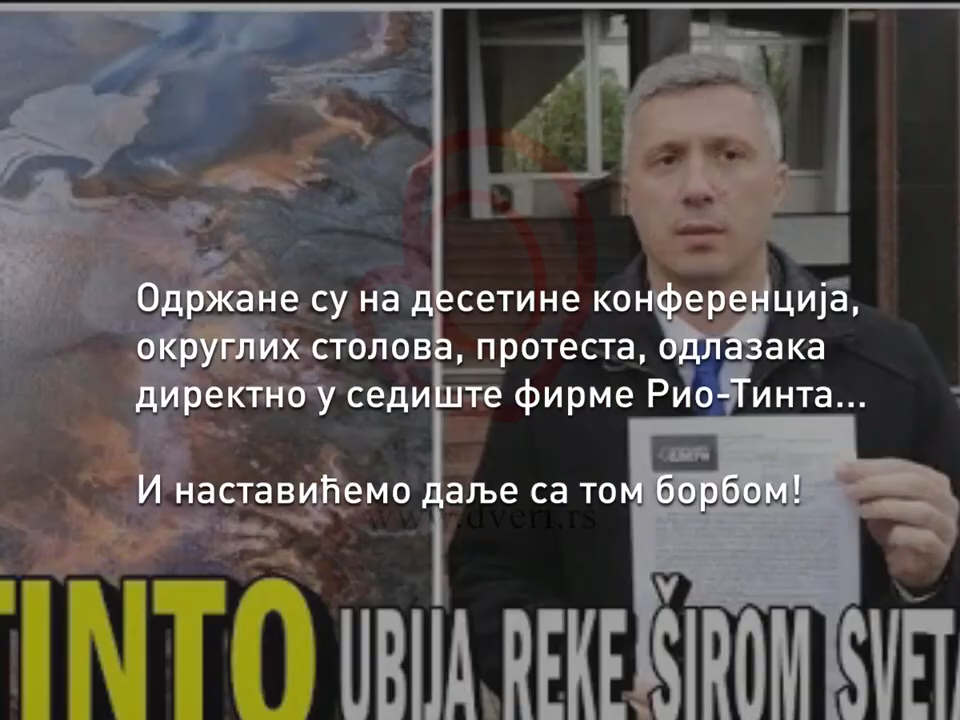 Одржане су на десетине конференција,
округлих столова, протеста, одлазака
директно у седиште фирме Рио-Тинта...
И наставићемо даље са том борбом!
www.dveri.rs
TINTO UBIJA REKE ŠIROM SVETA